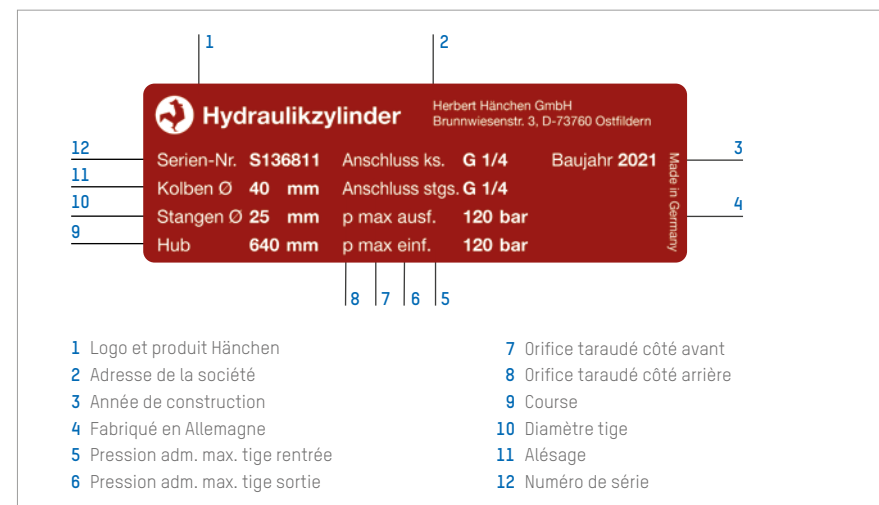 1 2
Hydraulikzylinder
Herbert Hänchen GmbH
Brunnwiesenstr. 3, D-73760 Ostfildern
12 Serien-Nr. S136811 Anschluss ks. G 1/4 Baujahr 2021 3
11 Kolben Ø 40 mm Anschluss stgs. G 1/4
10 Stangen Ø 25 mm p max ausf. 120 bar 4
9 Hub 640 mm p max einf. 120 bar
Made in Germany
8 7 6 5
1 Logo et produit Hänchen
2 Adresse de la société
3 Année de construction
4 Fabriqué en Allemagne
5 Pression adm. max. tige rentrée
6 Pression adm. max. tige sortie
7 Orifice taraudé côté avant
8 Orifice taraudé côté arrière
9 Course
10 Diamètre tige
11 Alésage
12 Numéro de série